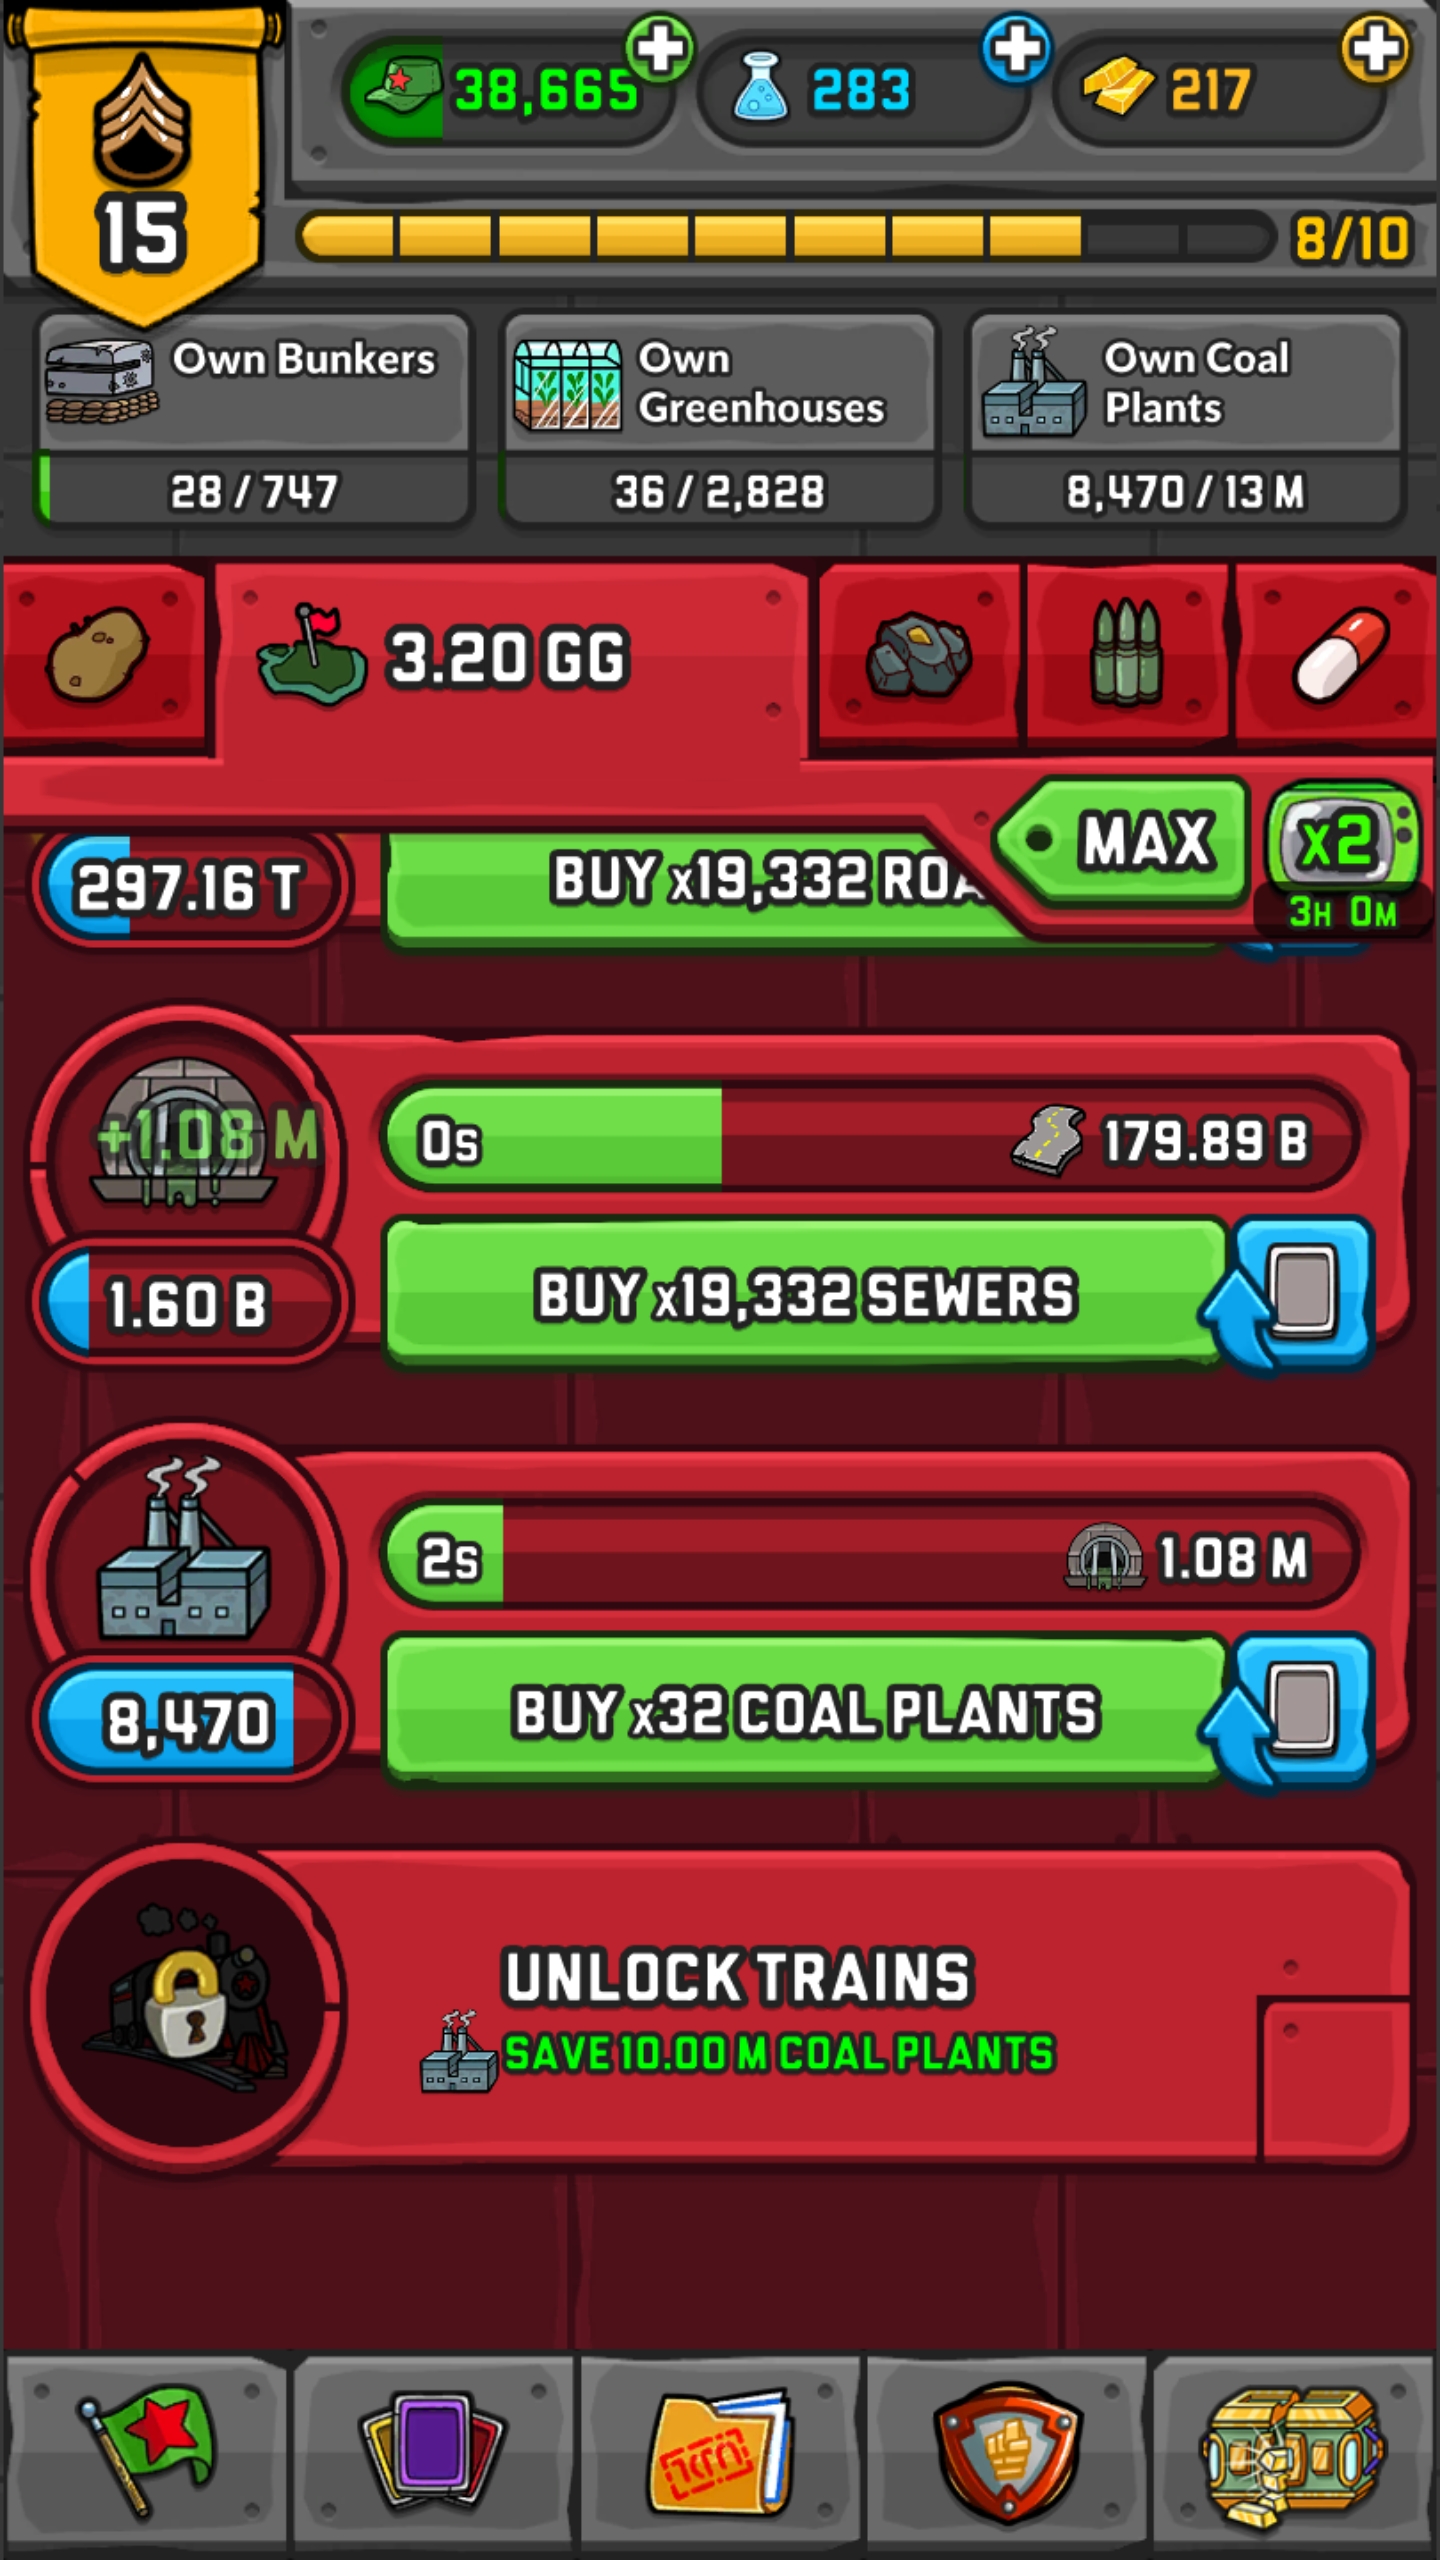 38,665
283
217
15
8/10
Own Bunkers
28 / 747
Own
Greenhouses
36 / 2,828
Own Coal
Plants
8,470 / 13 M
3.20 GG
MAX
x2
3H 0M
297.16 T
BUY x19,332 ROA
+1.08 M
0s
179.89 B
1.60 B
BUY x19,332 SEWERS
2s
1.08 M
8,470
BUY x32 COAL PLANTS
UNLOCK TRAINS
SAVE 10.00 M COAL PLANTS